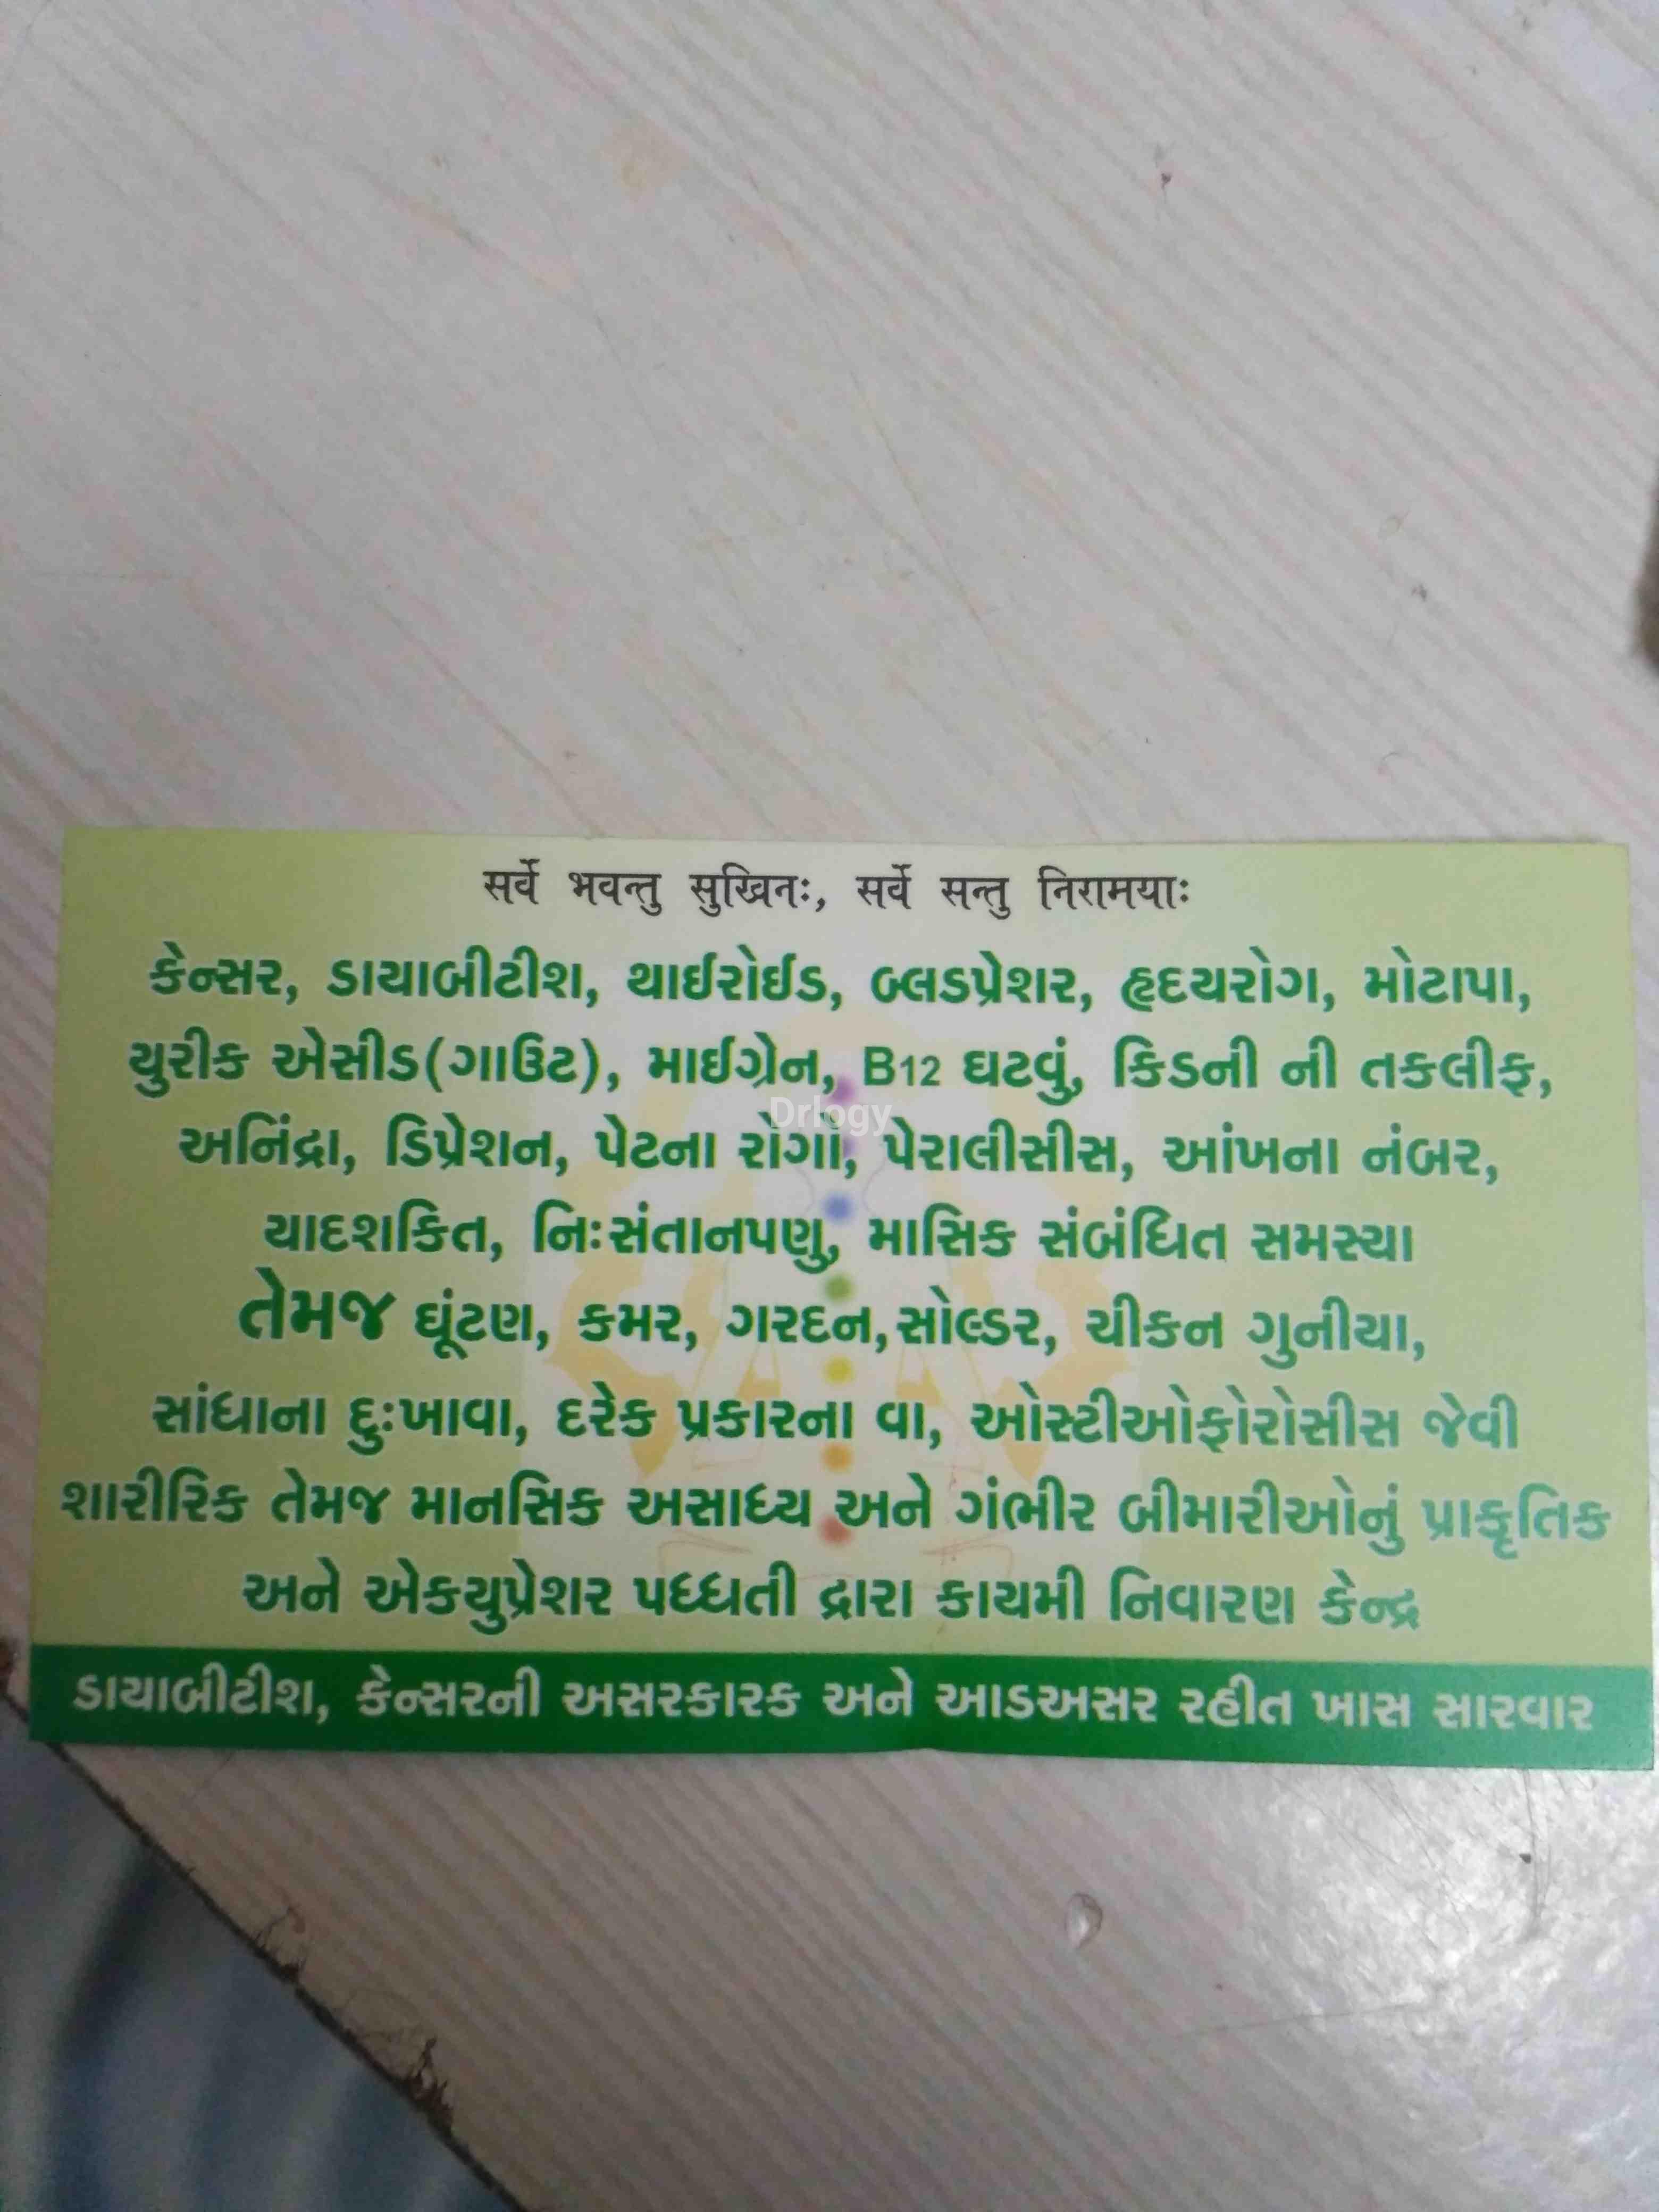 सर्वे भवन्तु सुखिनः, सर्वे सन्तु निरामयाः
કેન્સર, ડાયાબીટીશ, થાઈરોઈડ, બ્લડપ્રેશર, હૃદયરોગ, મોટાપા,
યુરીક એસીડ(ગાઉટ), માઈગ્રેન, B12 ઘટવું, કિડની ની તકલીફ,
Drlogy
અનિંદ્રા, ડિપ્રેશન, પેટના રોગો, પેરાલીસીસ, આંખના નંબર,
યાદશકિત, નિઃસંતાનપણુ, માસિક સંબંધિત સમસ્યા
તેમજ ઘૂંટણ, કમર, ગરદન,સોલ્ડર, ચીકન ગુનીયા,
સાંધાના દુઃખાવા, દરેક પ્રકારના વા, ઓસ્ટીઓફોરોસીસ જેવી
શારીરિક તેમજ માનસિક અસાધ્ય અને ગંભીર બીમારીઓનું પ્રાકૃતિક
અને એકયુપ્રેશર પધ્ધતી દ્રારા કાયમી નિવારણ કેન્દ્ર
ડાયાબીટીશ, કેન્સરની અસરકારક અને આડઅસર રહીત ખાસ સારવાર